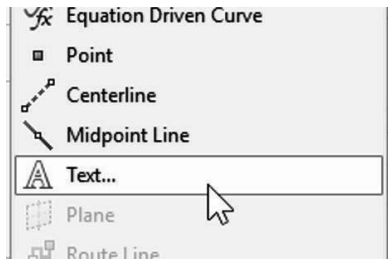 Equation Driven Curve
Point
Centerline
Midpoint Line
Text...
Plane
Route Line